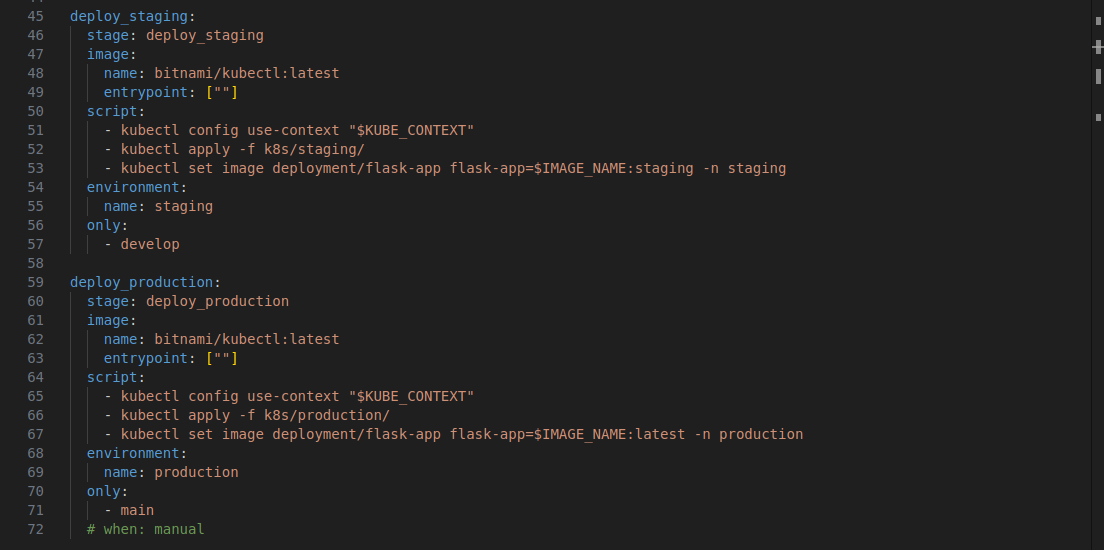 45 deploy_staging:
46   stage: deploy_staging
47   image:
48     name: bitnami/kubectl:latest
49     entrypoint: [""]
50   script:
51     - kubectl config use-context "$KUBE_CONTEXT"
52     - kubectl apply -f k8s/staging/
53     - kubectl set image deployment/flask-app flask-app=$IMAGE_NAME:staging -n staging
54   environment:
55     name: staging
56   only:
57     - develop
58
59 deploy_production:
60   stage: deploy_production
61   image:
62     name: bitnami/kubectl:latest
63     entrypoint: [""]
64   script:
65     - kubectl config use-context "$KUBE_CONTEXT"
66     - kubectl apply -f k8s/production/
67     - kubectl set image deployment/flask-app flask-app=$IMAGE_NAME:latest -n production
68   environment:
69     name: production
70   only:
71     - main
72   # when: manual